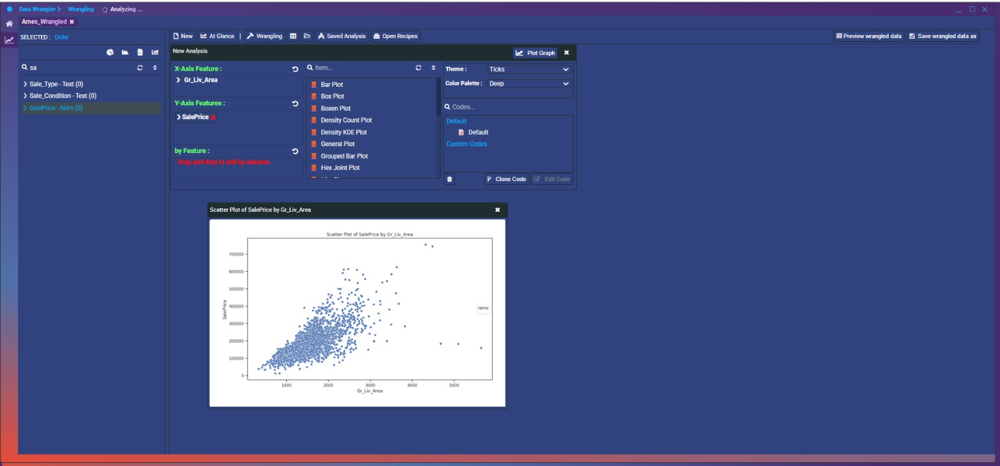 Data Wrangler > Wrangling Analyzing ...
Ames_Wrangled
SELECTED : Order
New At Glance | Wrangling Saved Analysis Open Recipes Preview wrangled data Save wrangled data as
New Analysis Plot Graph
sa
Sale_Type - Text (0)
Sale_Condition - Text (0)
SalePrice - Num (0)
X-Axis Feature :
Gr_Liv_Area
Y-Axis Features :
SalePrice
by Feature :
Drag and drop to add by columns.
Item...
Bar Plot
Box Plot
Boxen Plot
Density Count Plot
Density KDE Plot
General Plot
Grouped Bar Plot
Hex Joint Plot
Theme : Ticks
Color Palette : Deep
Codes...
Default
Default
Custom Codes
Clone Code Edit Code
Scatter Plot of SalePrice by Gr_Liv_Area
Scatter Plot of SalePrice by Gr_Liv_Area
700000
600000
500000
400000
300000
200000
100000
0
SalePrice
none
1000 2000 3000 4000 5000
Gr_Liv_Area